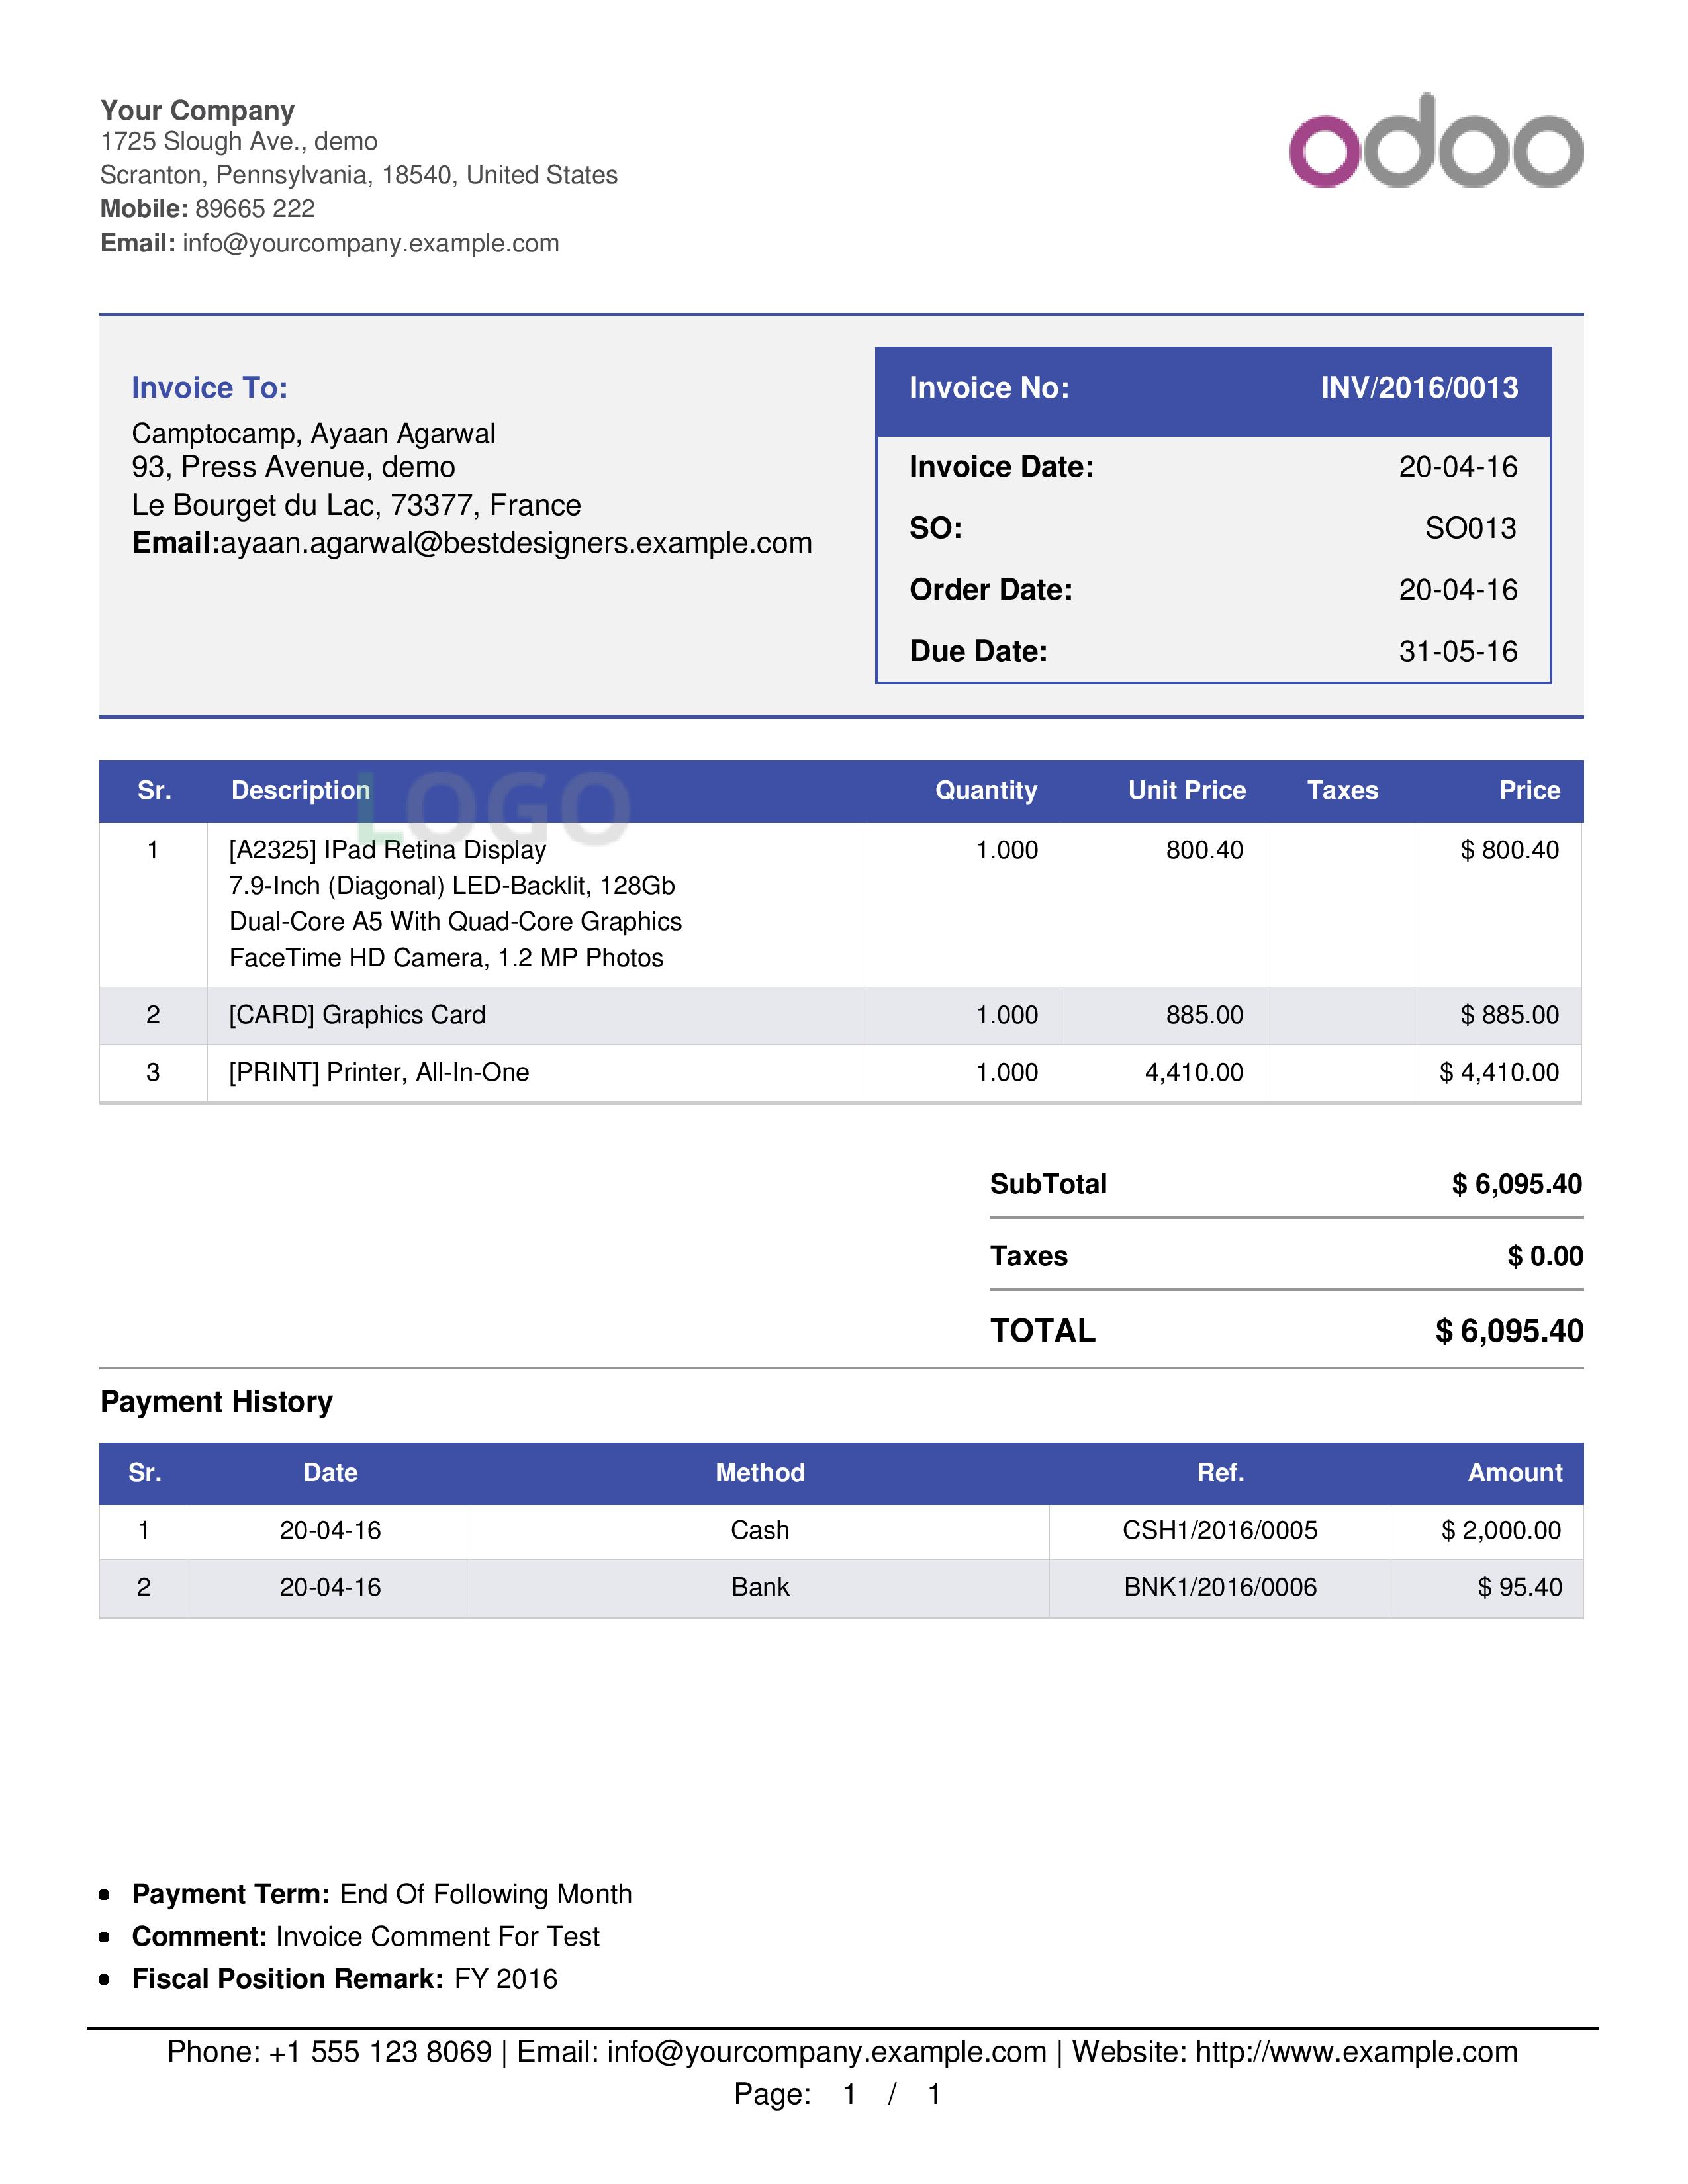 Your Company
1725 Slough Ave., demo
Scranton, Pennsylvania, 18540, United States
Mobile: 89665 222
Email: info@yourcompany.example.com
odoo
Invoice To:
Camptocamp, Ayaan Agarwal
93, Press Avenue, demo
Le Bourget du Lac, 73377, France
Email:ayaan.agarwal@bestdesigners.example.com
Invoice No: INV/2016/0013
Invoice Date: 20-04-16
SO: SO013
Order Date: 20-04-16
Due Date: 31-05-16
LOGO
Sr. Description Quantity Unit Price Taxes Price
1 [A2325] IPad Retina Display 1.000 800.40 $ 800.40
7.9-Inch (Diagonal) LED-Backlit, 128Gb
Dual-Core A5 With Quad-Core Graphics
FaceTime HD Camera, 1.2 MP Photos
2 [CARD] Graphics Card 1.000 885.00 $ 885.00
3 [PRINT] Printer, All-In-One 1.000 4,410.00 $ 4,410.00
SubTotal $ 6,095.40
Taxes $ 0.00
TOTAL $ 6,095.40
Payment History
Sr. Date Method Ref. Amount
1 20-04-16 Cash CSH1/2016/0005 $ 2,000.00
2 20-04-16 Bank BNK1/2016/0006 $ 95.40
• Payment Term: End Of Following Month
• Comment: Invoice Comment For Test
• Fiscal Position Remark: FY 2016
Phone: +1 555 123 8069 | Email: info@yourcompany.example.com | Website: http://www.example.com
Page: 1 / 1